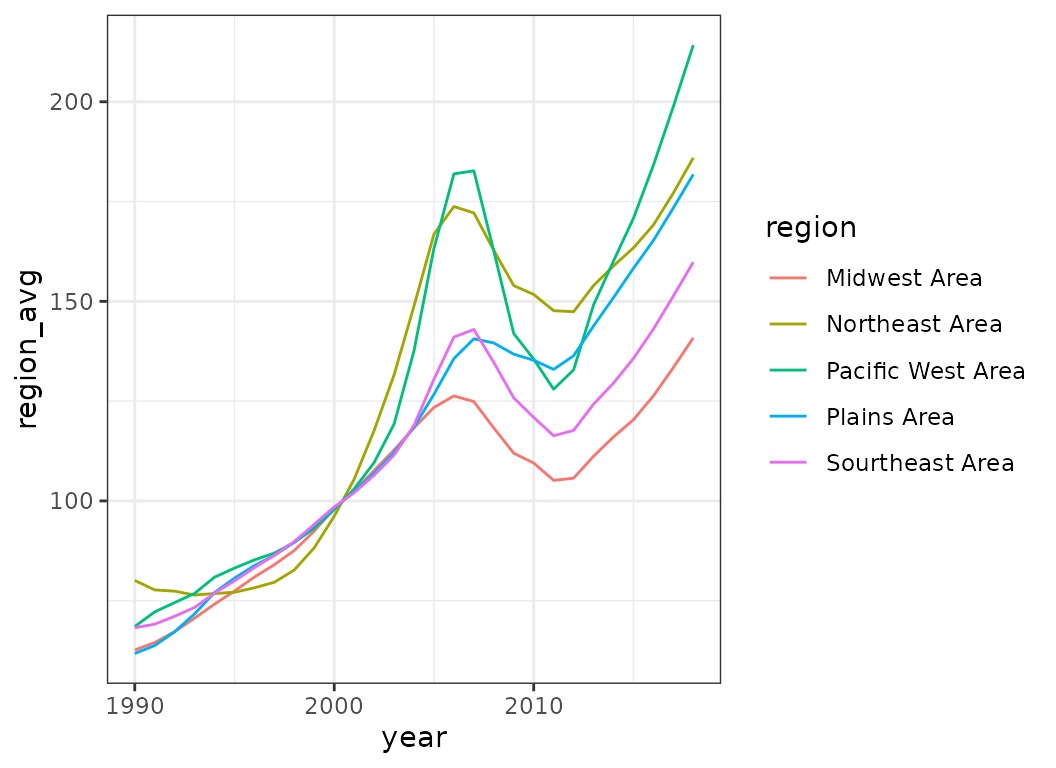 200
150
100
1990
2000
2010
year
region_avg
region
Midwest Area
Northeast Area
Pacific West Area
Plains Area
Sourtheast Area